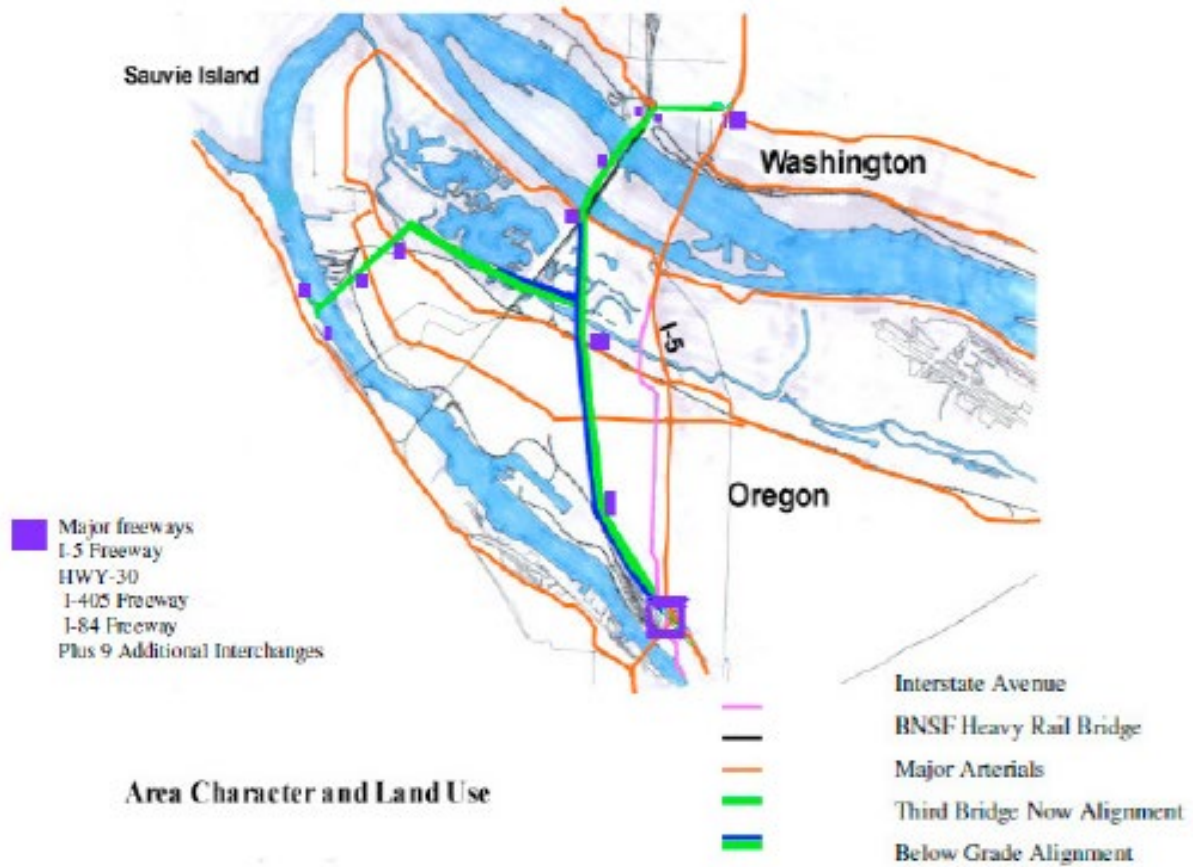 Sauvie Island
Washington
I-5
Oregon
Major freeways
I-5 Freeway
HWY-30
I-405 Freeway
I-84 Freeway
Plus 9 Additional Interchanges
Interstate Avenue
BNSF Heavy Rail Bridge
Major Arterials
Third Bridge Now Alignment
Below Grade Alignment
Area Character and Land Use